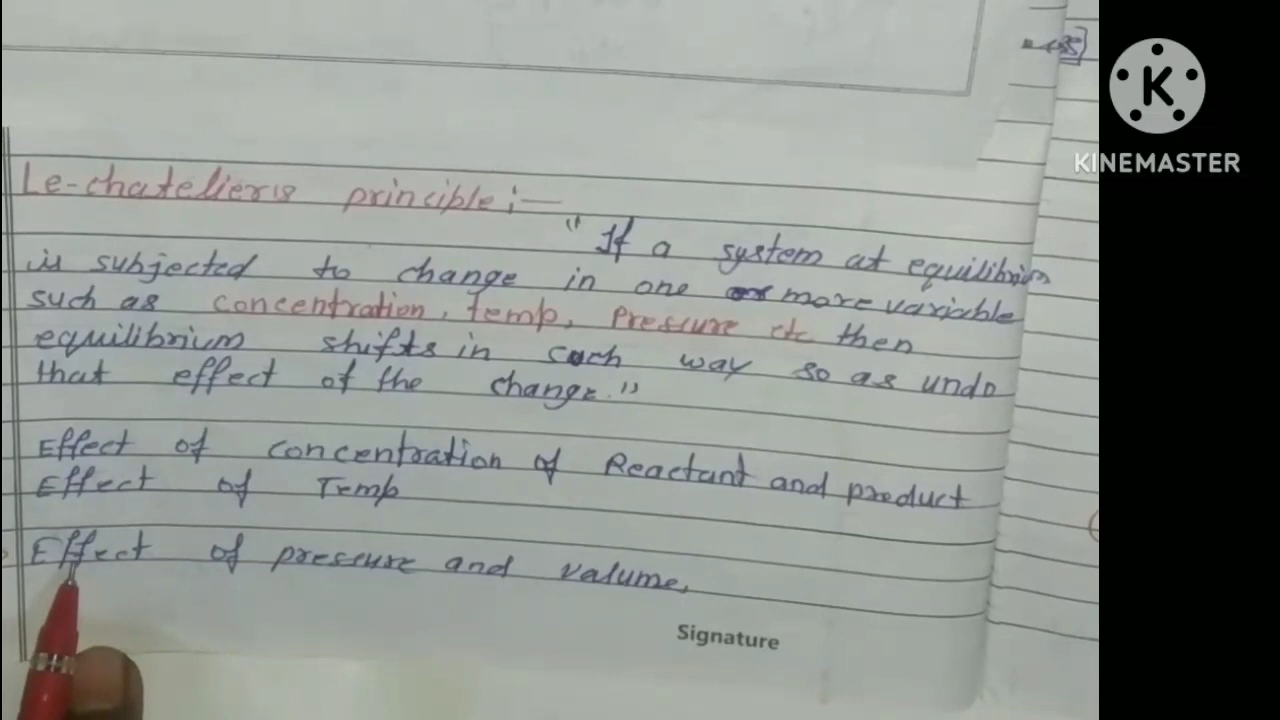 Le-chatelier's principle:-
"If a system at equilibrium
is subjected to change in one or more variable
such as concentration, temp, pressure etc then
equilibrium shifts in such way so as undo
that effect of the change."
Effect of concentration of Reactant and product
Effect of Temp
Effect of pressure and valume,
Signature
KINEMASTER